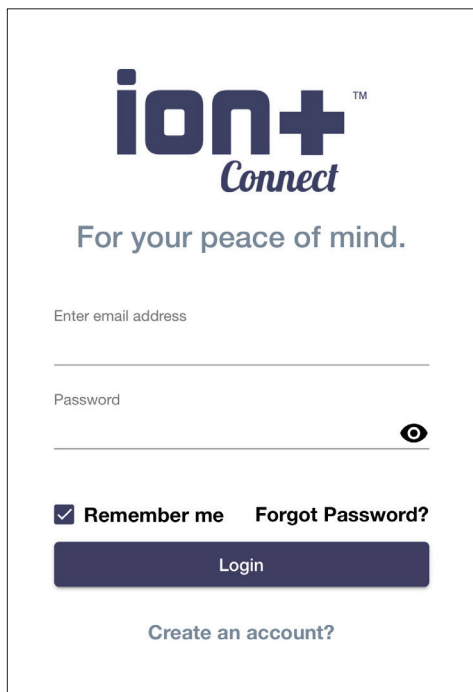 ion+™
Connect
For your peace of mind.
Enter email address
Password
Remember me Forgot Password?
Login
Create an account?